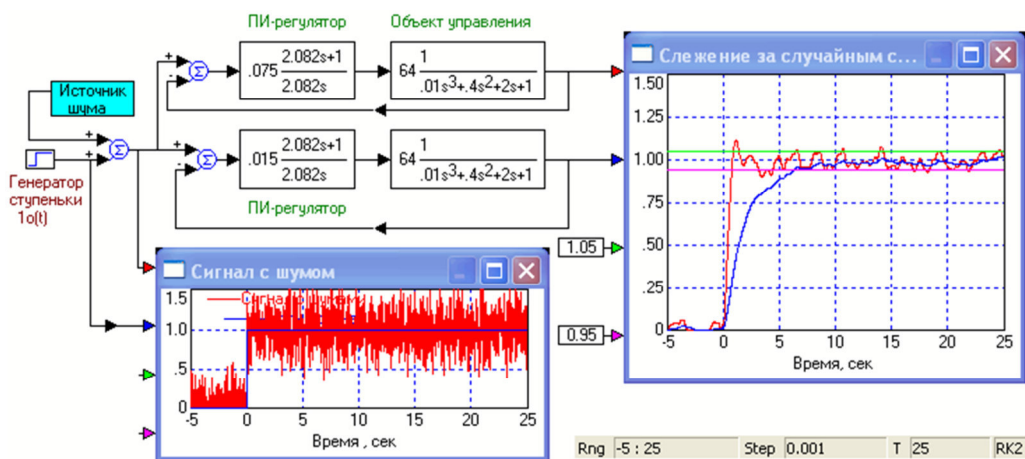 ПИ-регулятор
Объект управления
.075 2.082s+1
2.082s
64 1
.01s³+.4s²+2s+1
Источник шума
Генератор
ступеньки
1o(t)
.015 2.082s+1
2.082s
64 1
.01s³+.4s²+2s+1
ПИ-регулятор
Слежение за случайным с...
1.50
1.25
1.00
.75
.50
.25
0
-5 0 5 10 15 20 25
Время, сек
1.05
0.95
Сигнал с шумом
1.5
1.0
.5
0
-5 0 5 10 15 20 25
Время , сек
Rng -5 : 25 Step 0.001 T 25 RK2